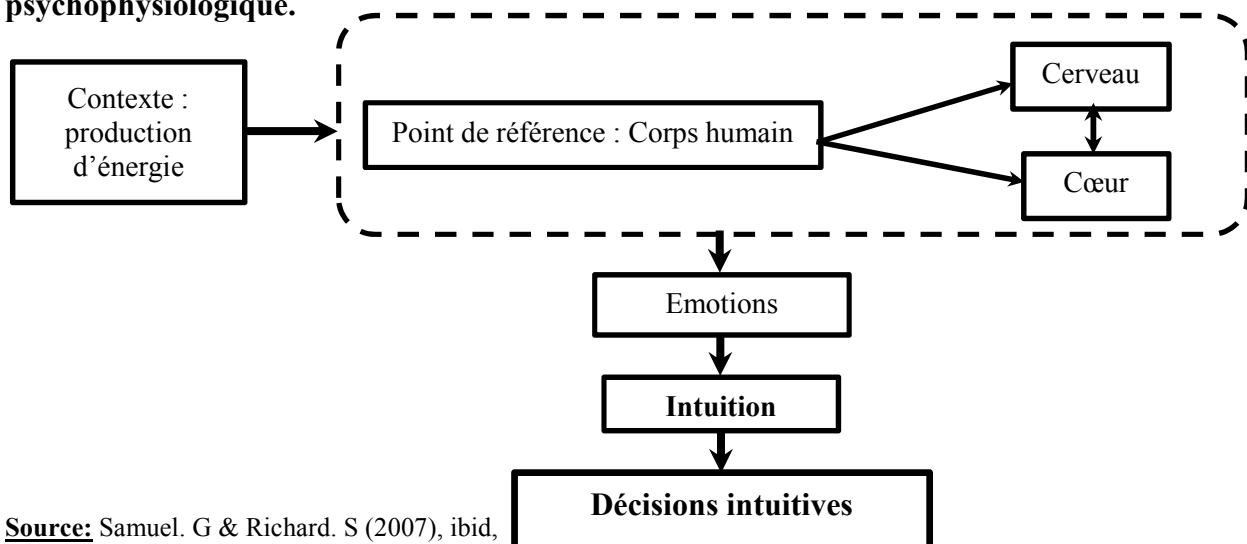 psychophysiologique.
Contexte :
production
d’énergie
Point de référence : Corps humain
Cerveau
Cœur
Emotions
Intuition
Décisions intuitives
Source: Samuel. G & Richard. S (2007), ibid,